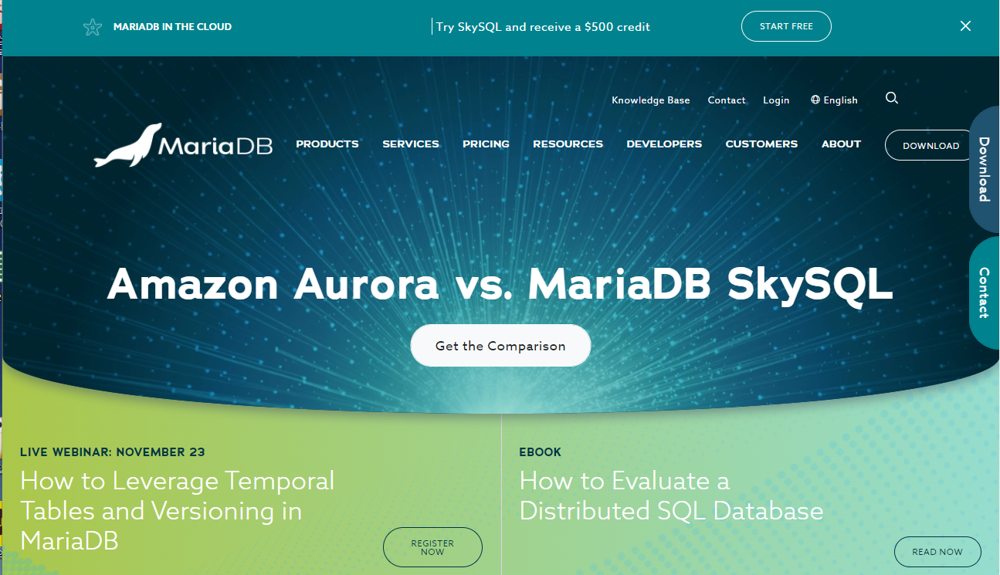 MARIADB IN THE CLOUD
Try SkySQL and receive a $500 credit
START FREE
Knowledge Base
Contact
Login
English
MariaDB
PRODUCTS
SERVICES
PRICING
RESOURCES
DEVELOPERS
CUSTOMERS
ABOUT
DOWNLOAD
Download
Contact
Amazon Aurora vs. MariaDB SkySQL
Get the Comparison
LIVE WEBINAR: NOVEMBER 23
How to Leverage Temporal
Tables and Versioning in
MariaDB
REGISTER
NOW
EBOOK
How to Evaluate a
Distributed SQL Database
READ NOW